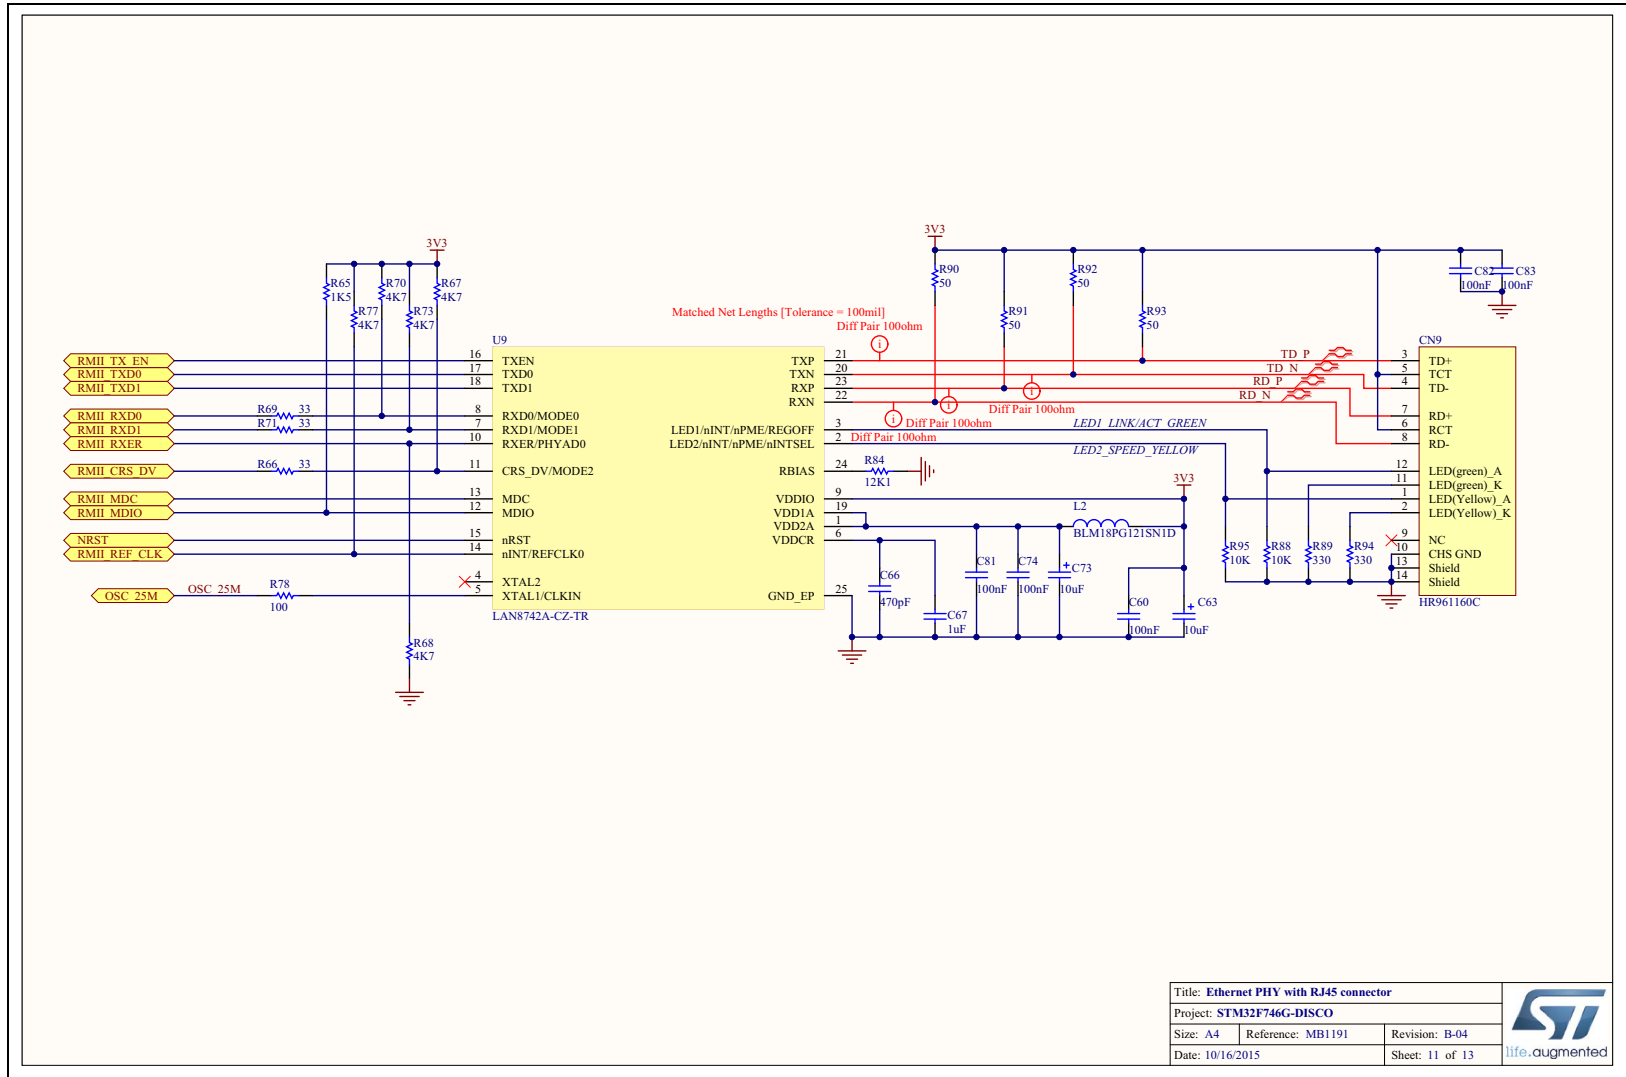 3V3
3V3
R65
1K5
R70
4K7
R67
4K7
R77
4K7
R73
4K7
R90
50
R92
50
R91
50
R93
50
C82
100nF
C83
100nF
Matched Net Lengths [Tolerance = 100mil]
Diff Pair 100ohm
i
U9
CN9
RMII_TX_EN
16
TXEN
TXP
21
TD_P
3
TD+
RMII_TXD0
17
TXD0
TXN
20
TD_N
5
TCT
RMII_TXD1
18
TXD1
RXP
23
RD_P
4
TD-
i
Diff Pair 100ohm
RXN
22
RD_N
i
RMII_RXD0
R69
33
8
RXD0/MODE0
7
RD+
i
Diff Pair 100ohm
RMII_RXD1
R71
33
7
RXD1/MODE1
LED1/nINT/nPME/REGOFF
3
LED1_LINK/ACT_GREEN
6
RCT
Diff Pair 100ohm
RMII_RXER
10
RXER/PHYAD0
LED2/nINT/nPME/nINTSEL
2
LED2_SPEED_YELLOW
8
RD-
RMII_CRS_DV
R66
33
11
CRS_DV/MODE2
RBIAS
24
R84
12K1
12
LED(green)_A
11
LED(green)_K
RMII_MDC
13
MDC
VDDIO
9
3V3
1
LED(Yellow)_A
RMII_MDIO
12
MDIO
VDD1A
19
2
LED(Yellow)_K
VDD2A
1
L2
BLM18PG121SN1D
NRST
15
nRST
VDDCR
6
9
NC
RMII_REF_CLK
14
nINT/REFCLK0
10
CHS GND
R95
10K
R88
10K
R89
330
R94
330
13
Shield
14
Shield
HR961160C
C66
470pF
C81
100nF
C74
100nF
+
C73
10uF
4
XTAL2
OSC_25M
OSC_25M
R78
100
5
XTAL1/CLKIN
GND_EP
25
LAN8742A-CZ-TR
C67
1uF
C60
100nF
+
C63
10uF
R68
4K7
Title: Ethernet PHY with RJ45 connector
Project: STM32F746G-DISCO
Size: A4 Reference: MB1191 Revision: B-04
Date: 10/16/2015 Sheet: 11 of 13
ST
life.augmented